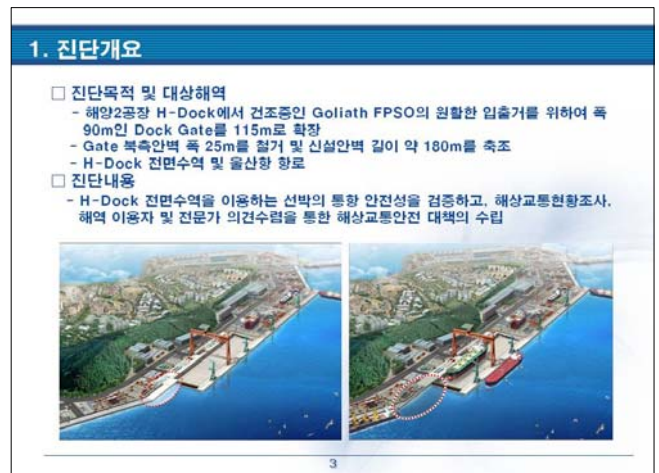 1. 진단개요
□ 진단목적 및 대상해역
- 해양2공장 H-Dock에서 건조중인 Goliath FPSO의 원활한 입출거를 위하여 폭
90m인 Dock Gate를 115m로 확장
- Gate 북측안벽 폭 25m를 철거 및 신설안벽 길이 약 180m를 축조
- H-Dock 전면수역 및 울산항 항로
□ 진단내용
- H-Dock 전면수역을 이용하는 선박의 통항 안전성을 검증하고, 해상교통현황조사,
해역 이용자 및 전문가 의견수렴을 통한 해상교통안전 대책의 수립
3